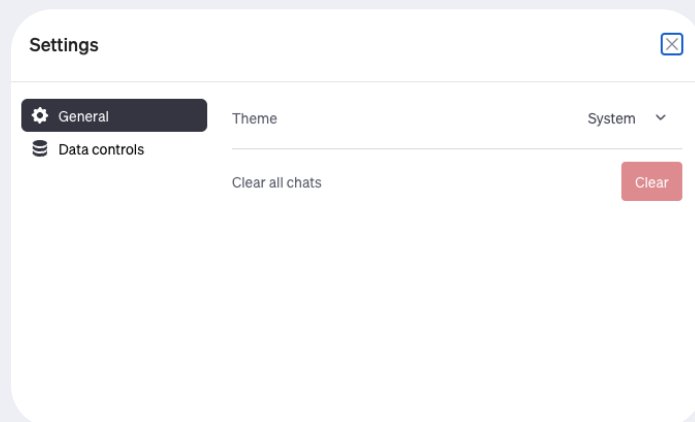 Settings
General
Theme
System
Data controls
Clear all chats
Clear